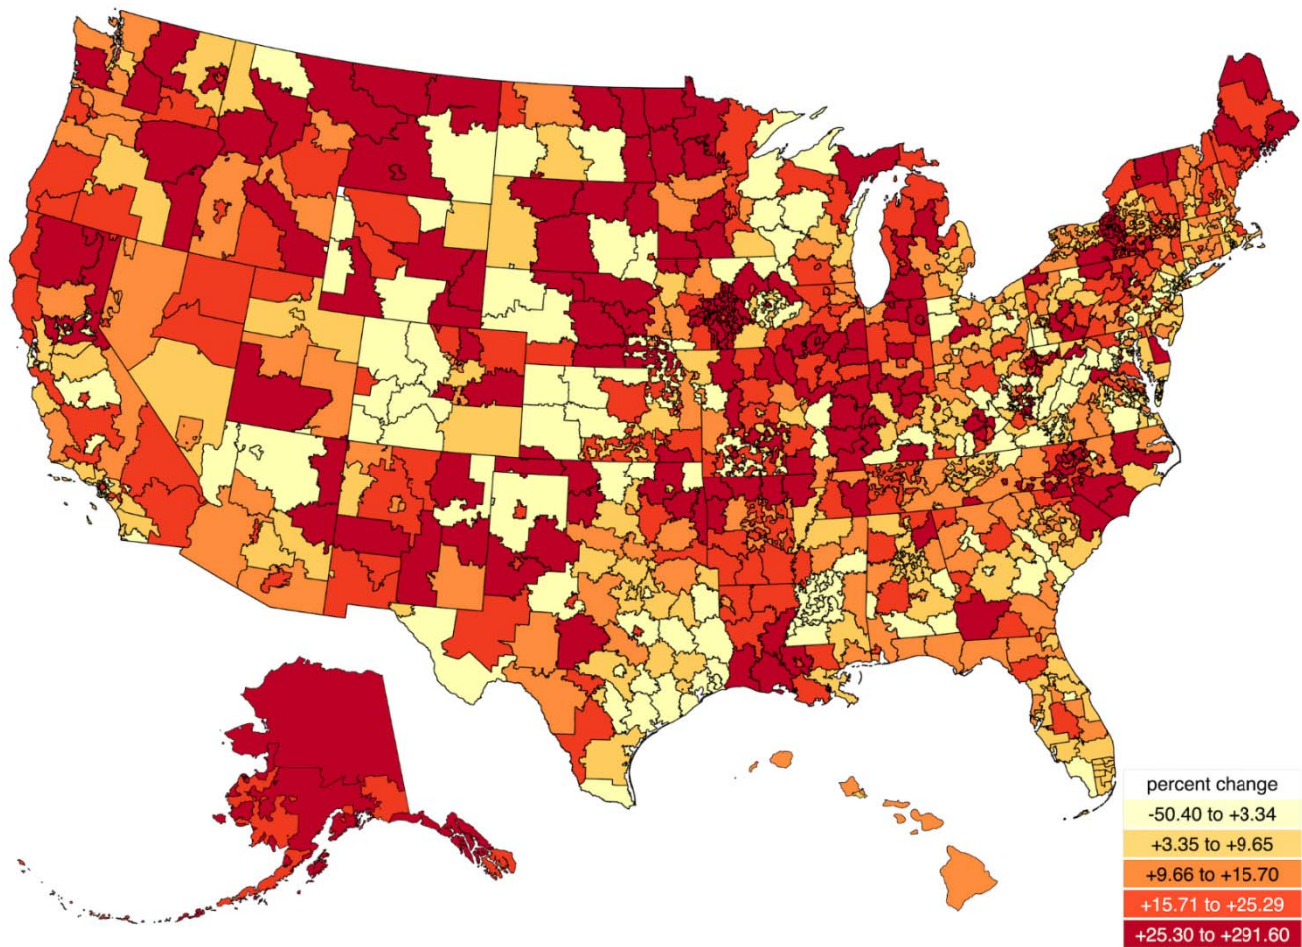 percent change
-50.40 to +3.34
+3.35 to +9.65
+9.66 to +15.70
+15.71 to +25.29
+25.30 to +291.60